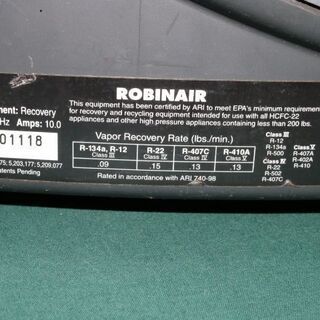 ROBINAIR
This equipment has been certified by ARI to meet EPA's minimum requirements
for recovery and recycling equipment intended for use with all HCFC-22
appliances and other high pressure appliances containing less than 200 lbs.
ment: Recovery
Hz Amps: 10.0
01118
75; 5,203,177; 5,209,077
Patents Pending
Vapor Recovery Rate (lbs./min.)
R-134a, R-12 R-22 R-407C R-410A
Class III Class IV Class IV Class V
.09 .15 .13 .13
Rated in accordance with ARI 740-98
Class III
R-12
R-134a
R-500
Class IV
R-22
R-502
R-407C
Class V
R-407A
R-402A
R-410